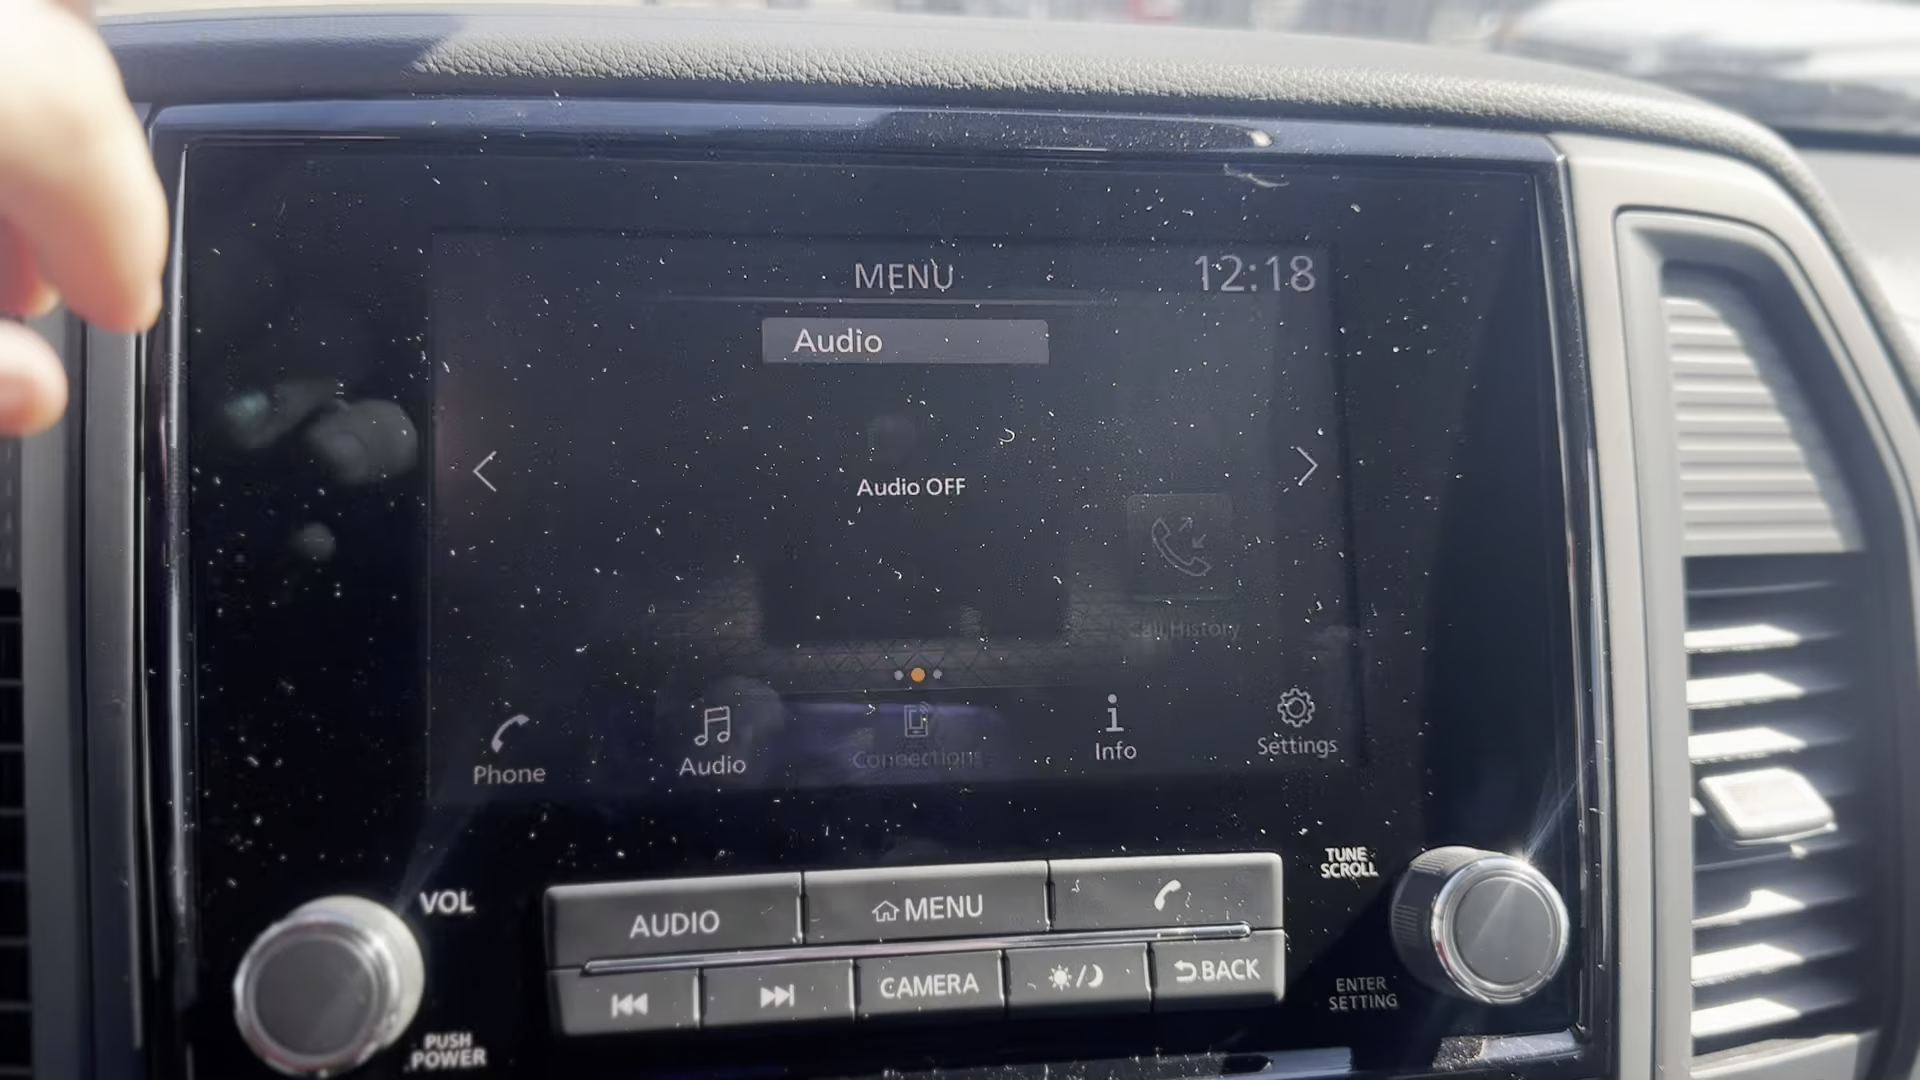 MENU
12:18
Audio
Audio OFF
Call History
Phone
Audio
Connections
Info
Settings
VOL
AUDIO
MENU
TUNE
SCROLL
CAMERA
BACK
ENTER
SETTING
PUSH
POWER